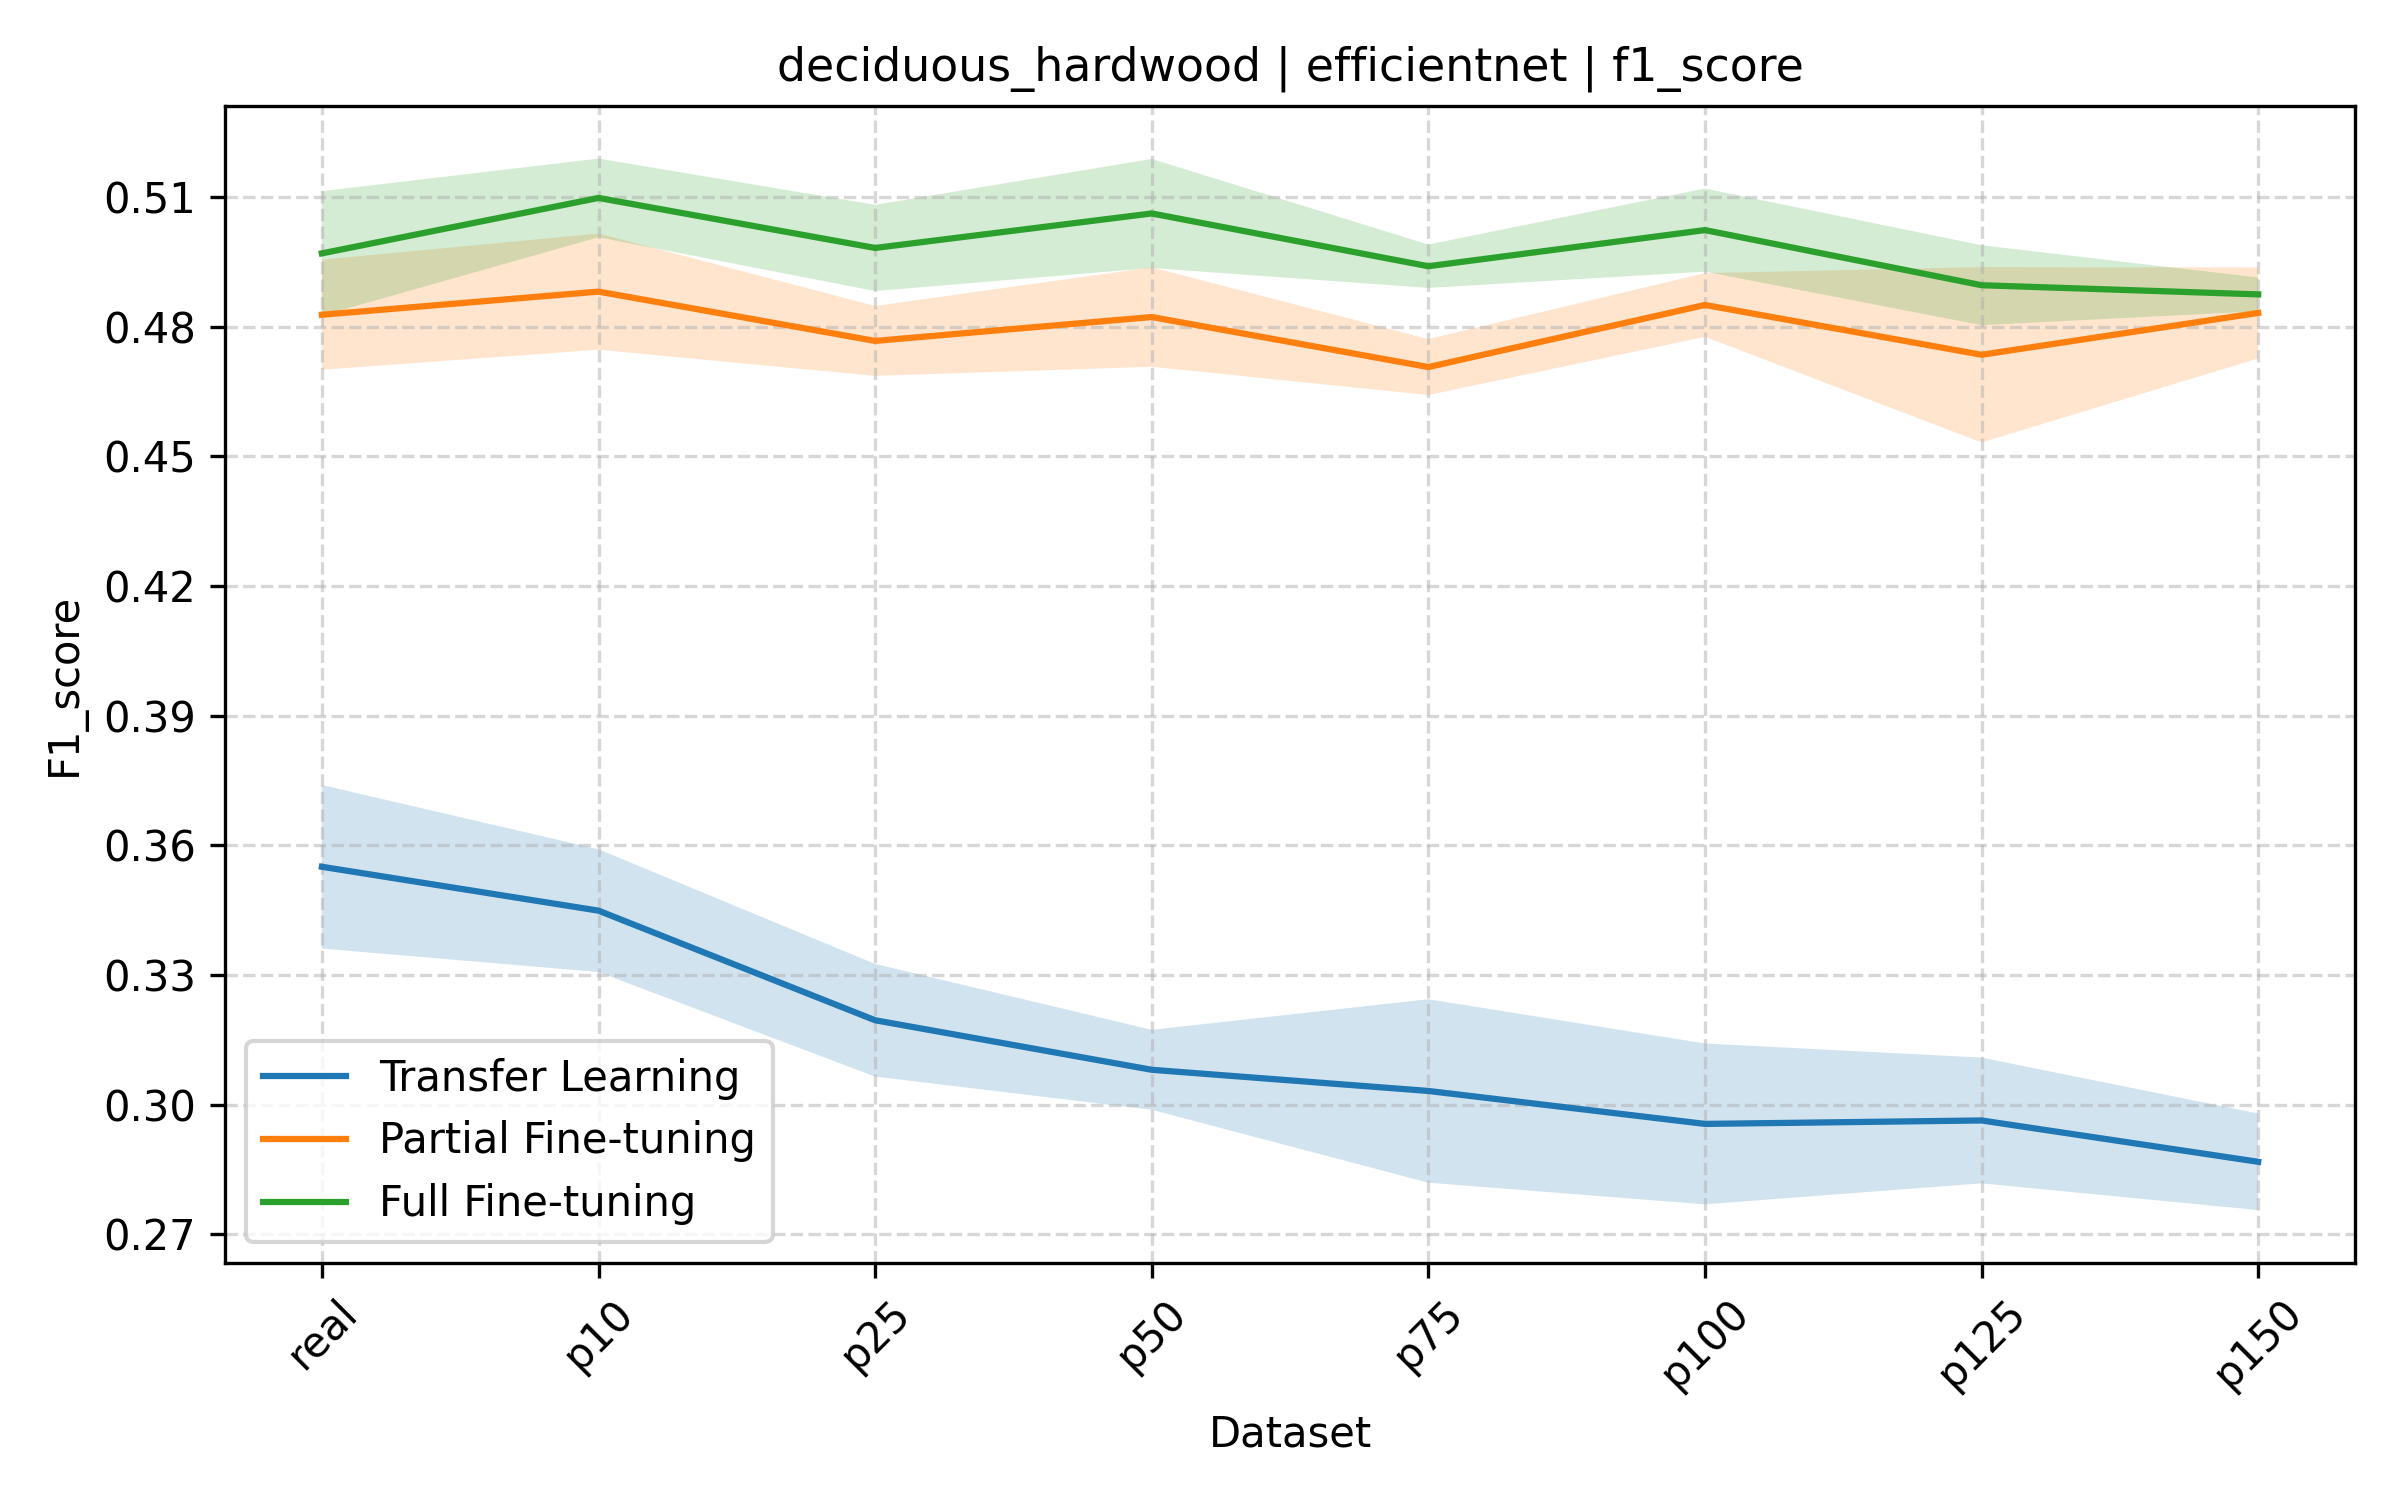 deciduous_hardwood | efficientnet | f1_score
F1_score
0.51
0.48
0.45
0.42
0.39
0.36
0.33
0.30
0.27
Transfer Learning
Partial Fine-tuning
Full Fine-tuning
real
p10
p25
p50
p75
p100
p125
p150
Dataset